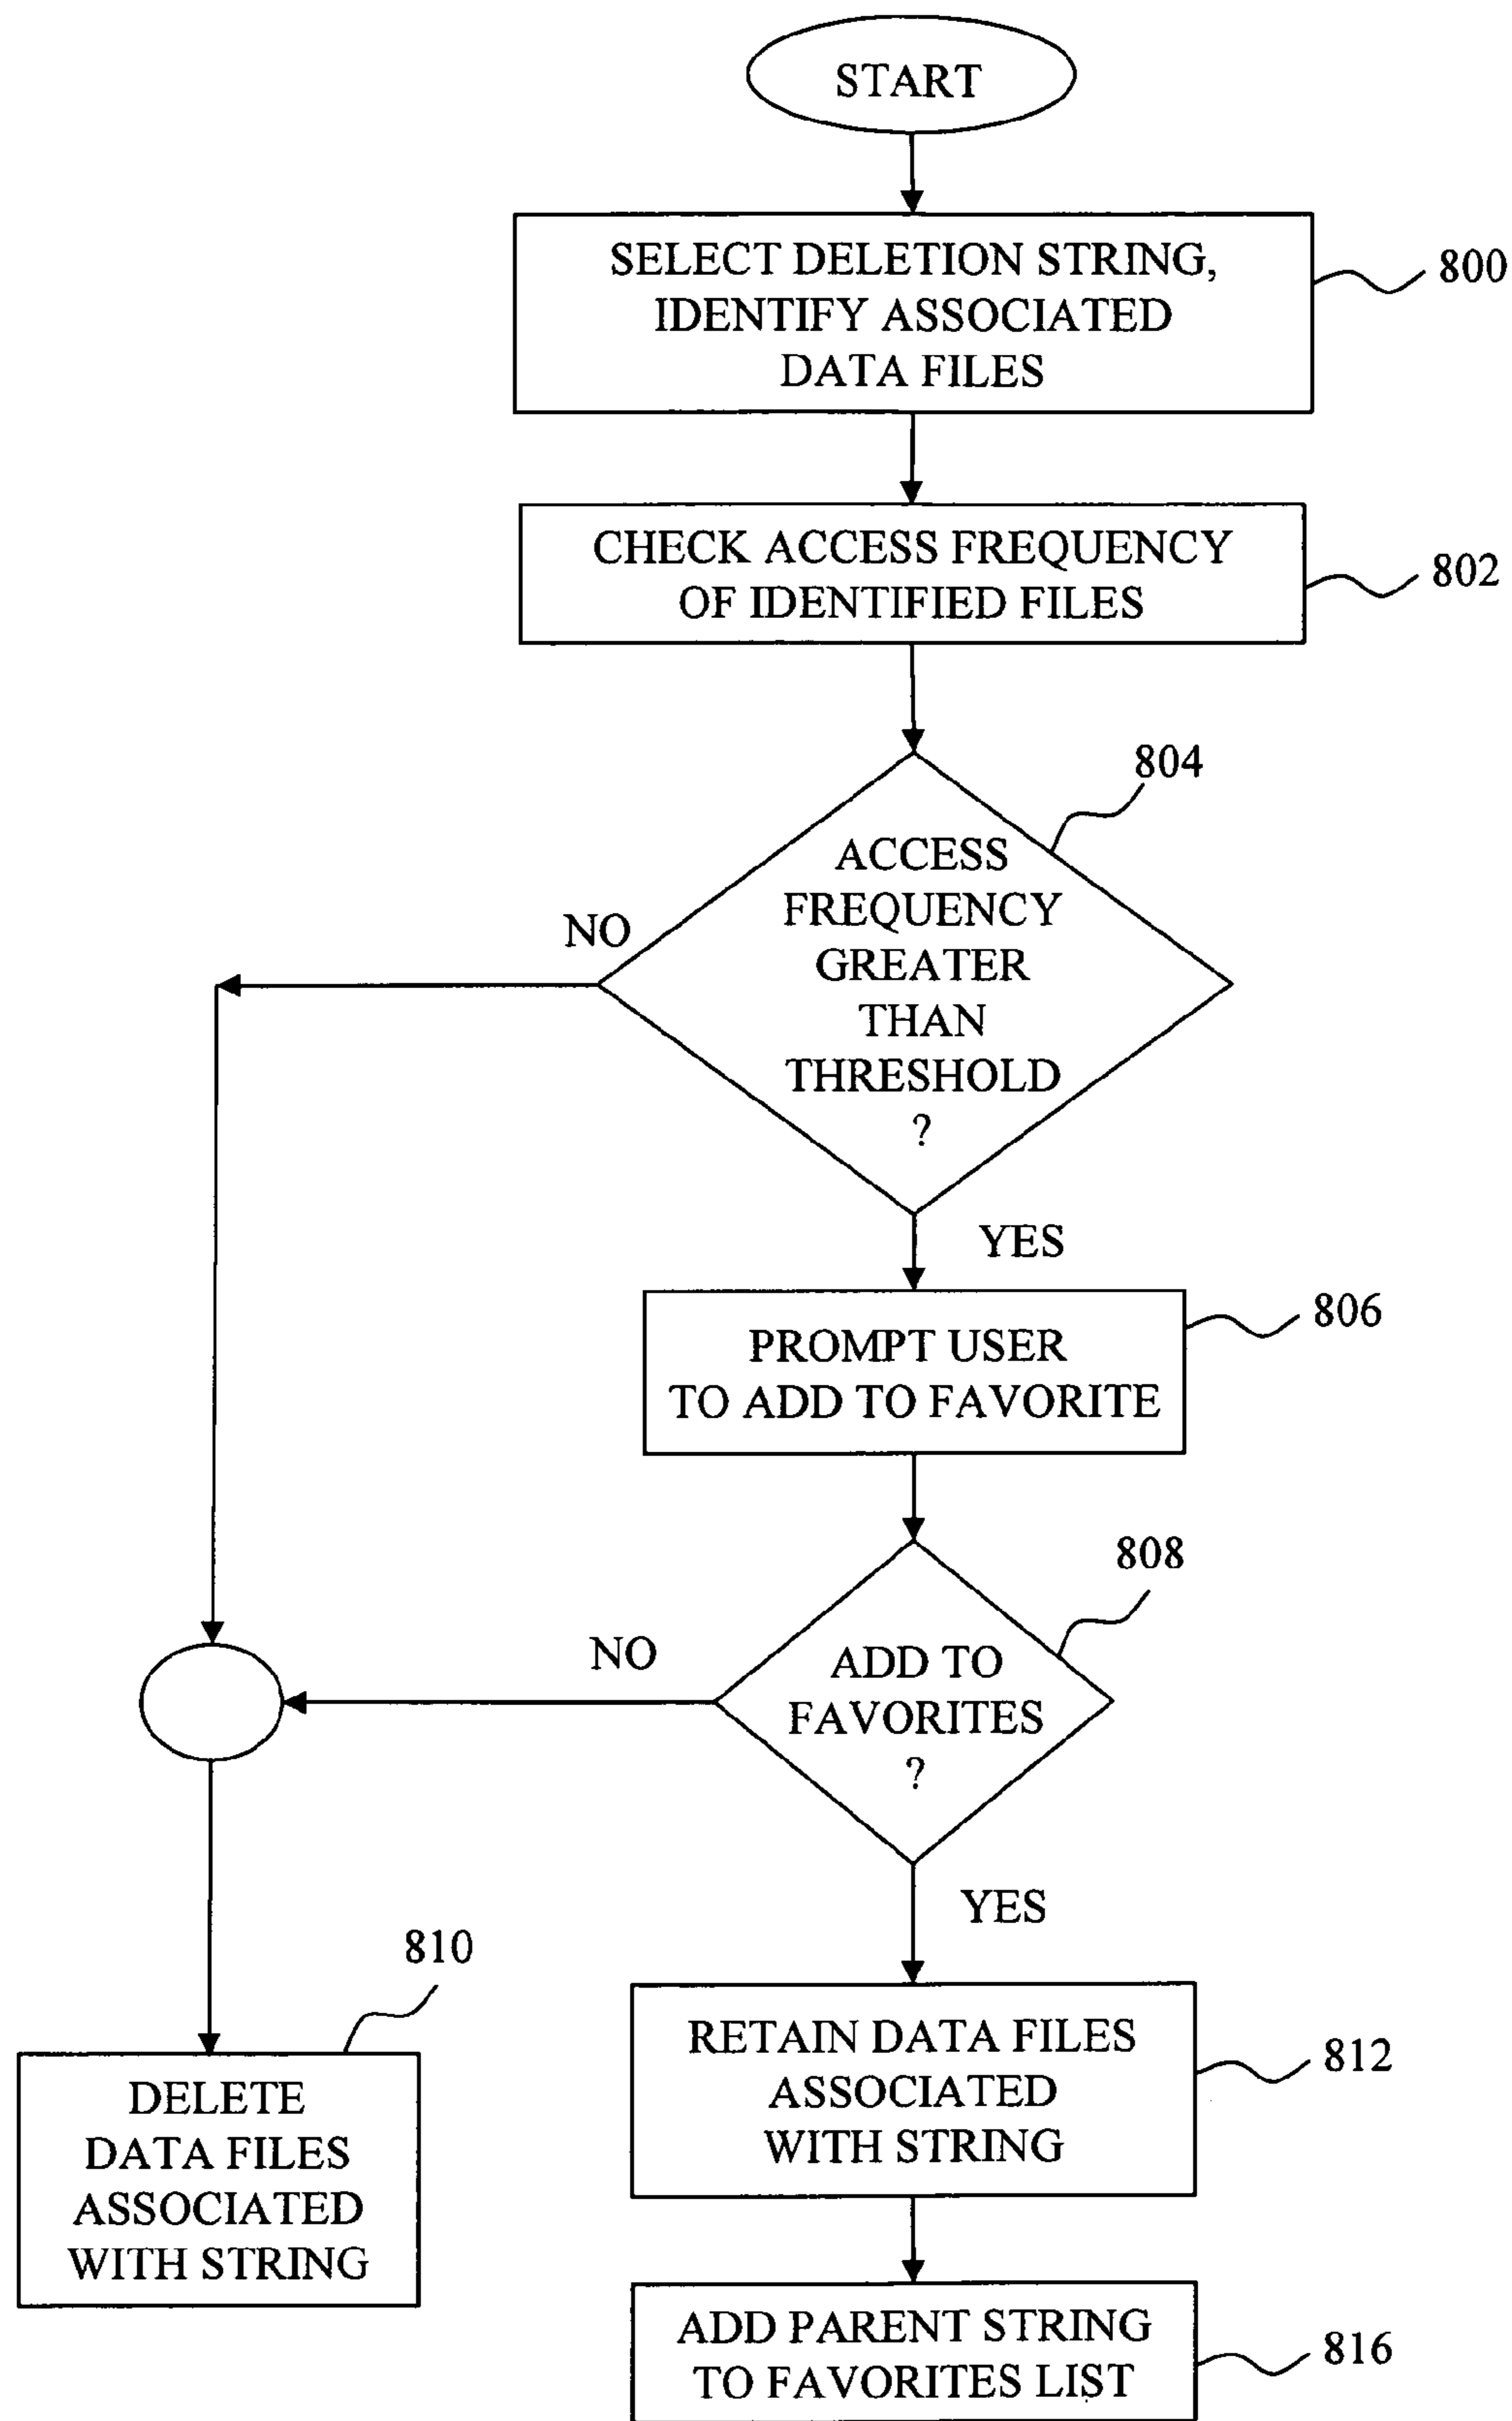 START
SELECT DELETION STRING,
IDENTIFY ASSOCIATED
DATA FILES
800
CHECK ACCESS FREQUENCY
OF IDENTIFIED FILES
802
804
ACCESS
FREQUENCY
GREATER
THAN
THRESHOLD
?
NO
YES
PROMPT USER
TO ADD TO FAVORITE
806
808
ADD TO
FAVORITES
?
NO
YES
810
DELETE
DATA FILES
ASSOCIATED
WITH STRING
RETAIN DATA FILES
ASSOCIATED
WITH STRING
812
ADD PARENT STRING
TO FAVORITES LIST
816